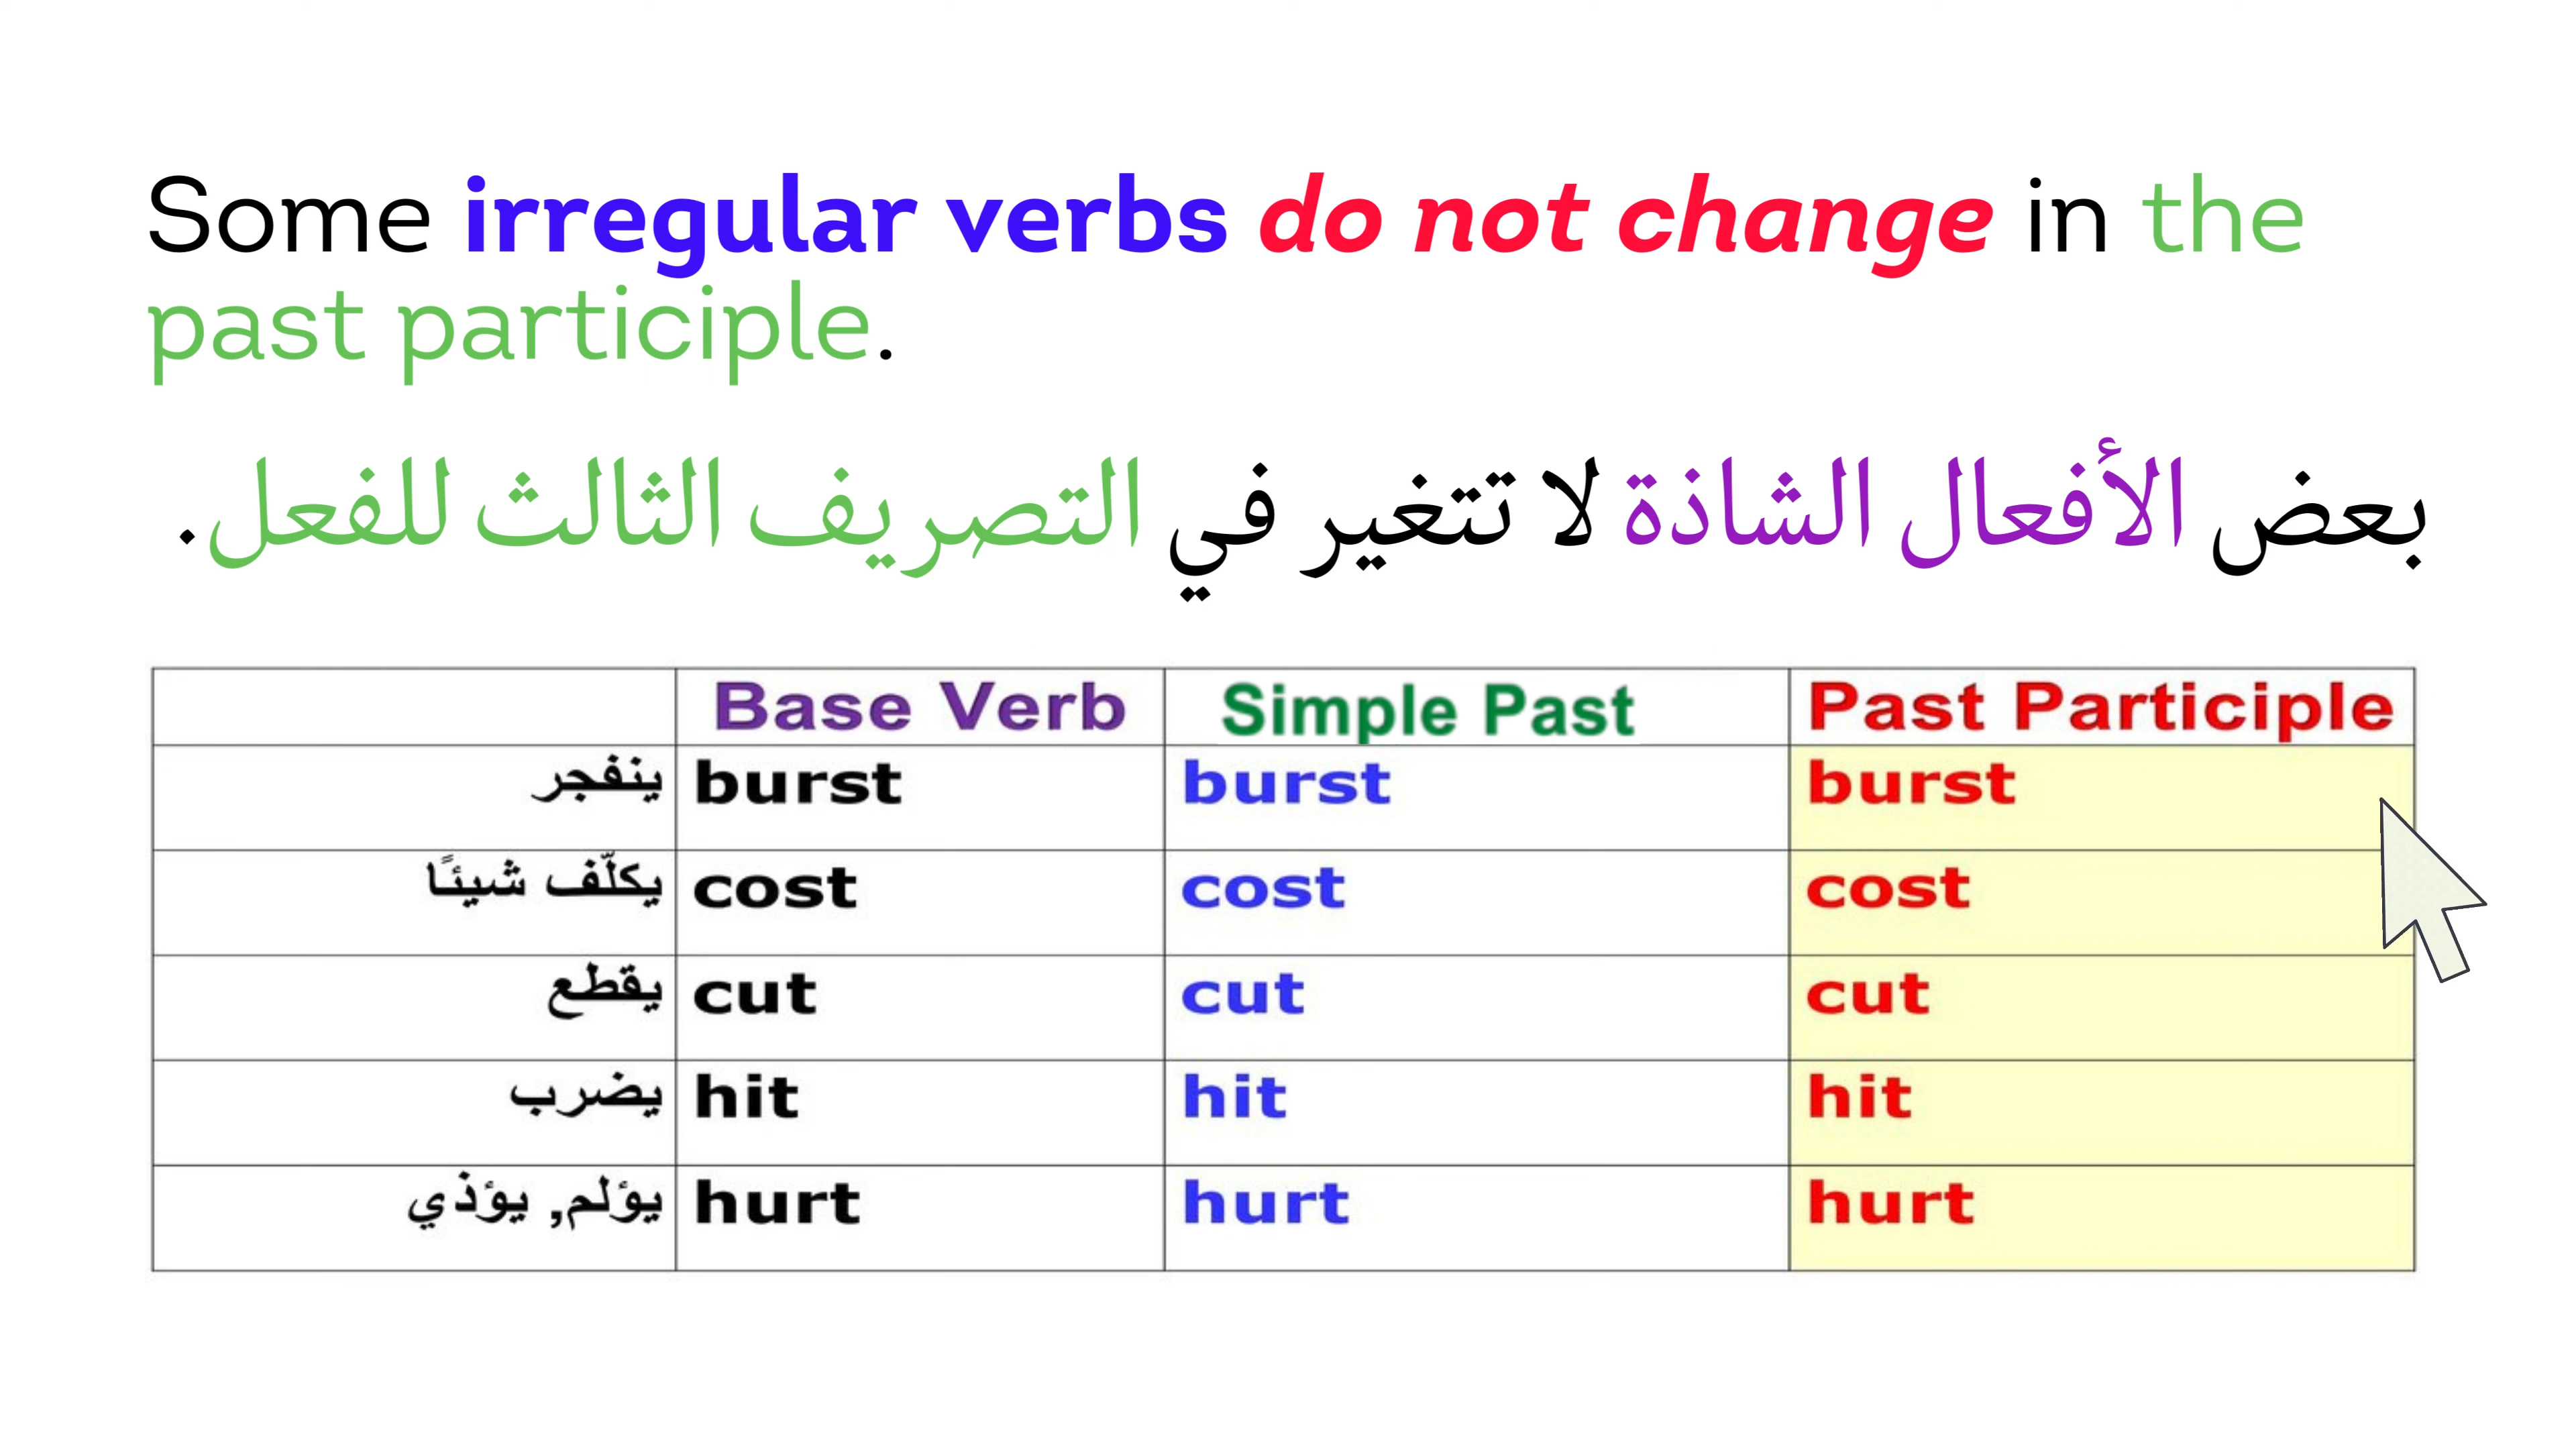 Some irregular verbs do not change in the
past participle.
بعض الأفعال الشاذة لا تتغير في التصريف الثالث للفعل.
Base Verb Simple Past Past Participle
ينفجر burst burst burst
يكلّف شيئًا cost cost cost
يقطع cut cut cut
يضرب hit hit hit
يؤلم, يؤذي hurt hurt hurt